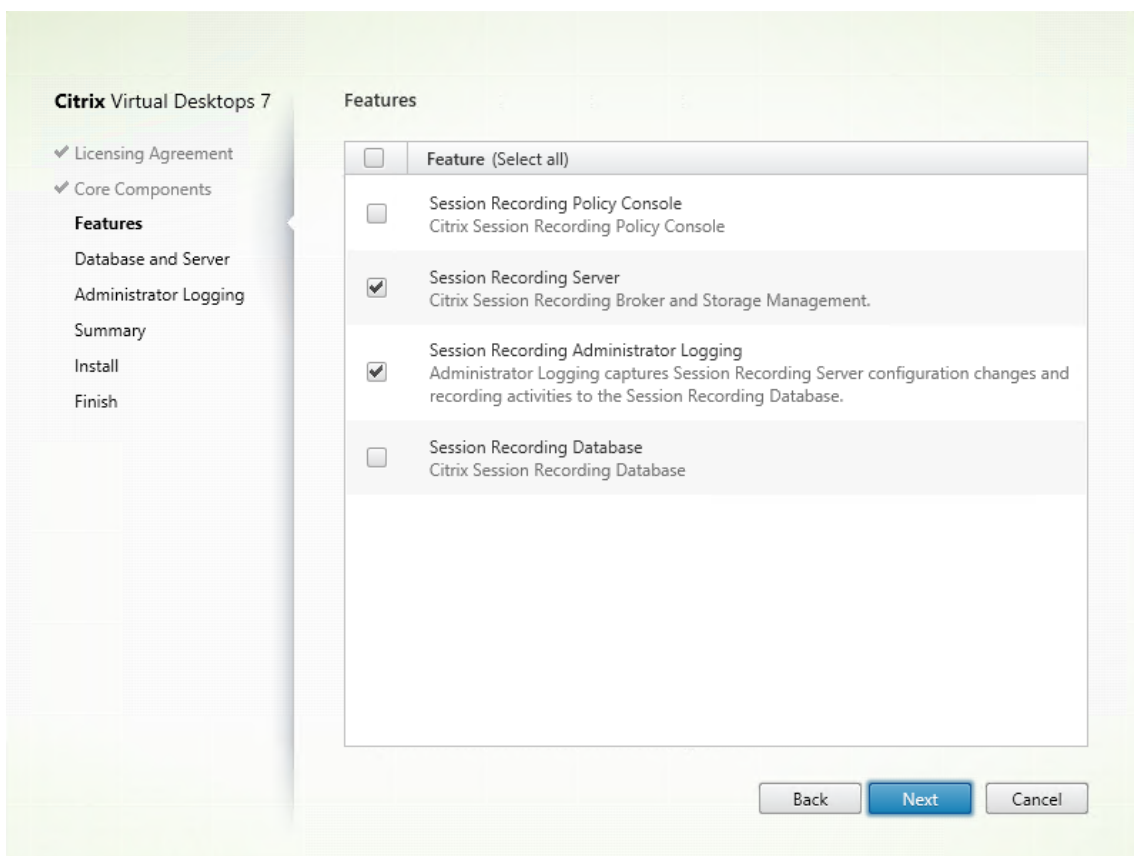 Citrix Virtual Desktops 7
Licensing Agreement
Core Components
Features
Database and Server
Administrator Logging
Summary
Install
Finish
Features
Feature (Select all)
Session Recording Policy Console
Citrix Session Recording Policy Console
Session Recording Server
Citrix Session Recording Broker and Storage Management.
Session Recording Administrator Logging
Administrator Logging captures Session Recording Server configuration changes and
recording activities to the Session Recording Database.
Session Recording Database
Citrix Session Recording Database
Back
Next
Cancel